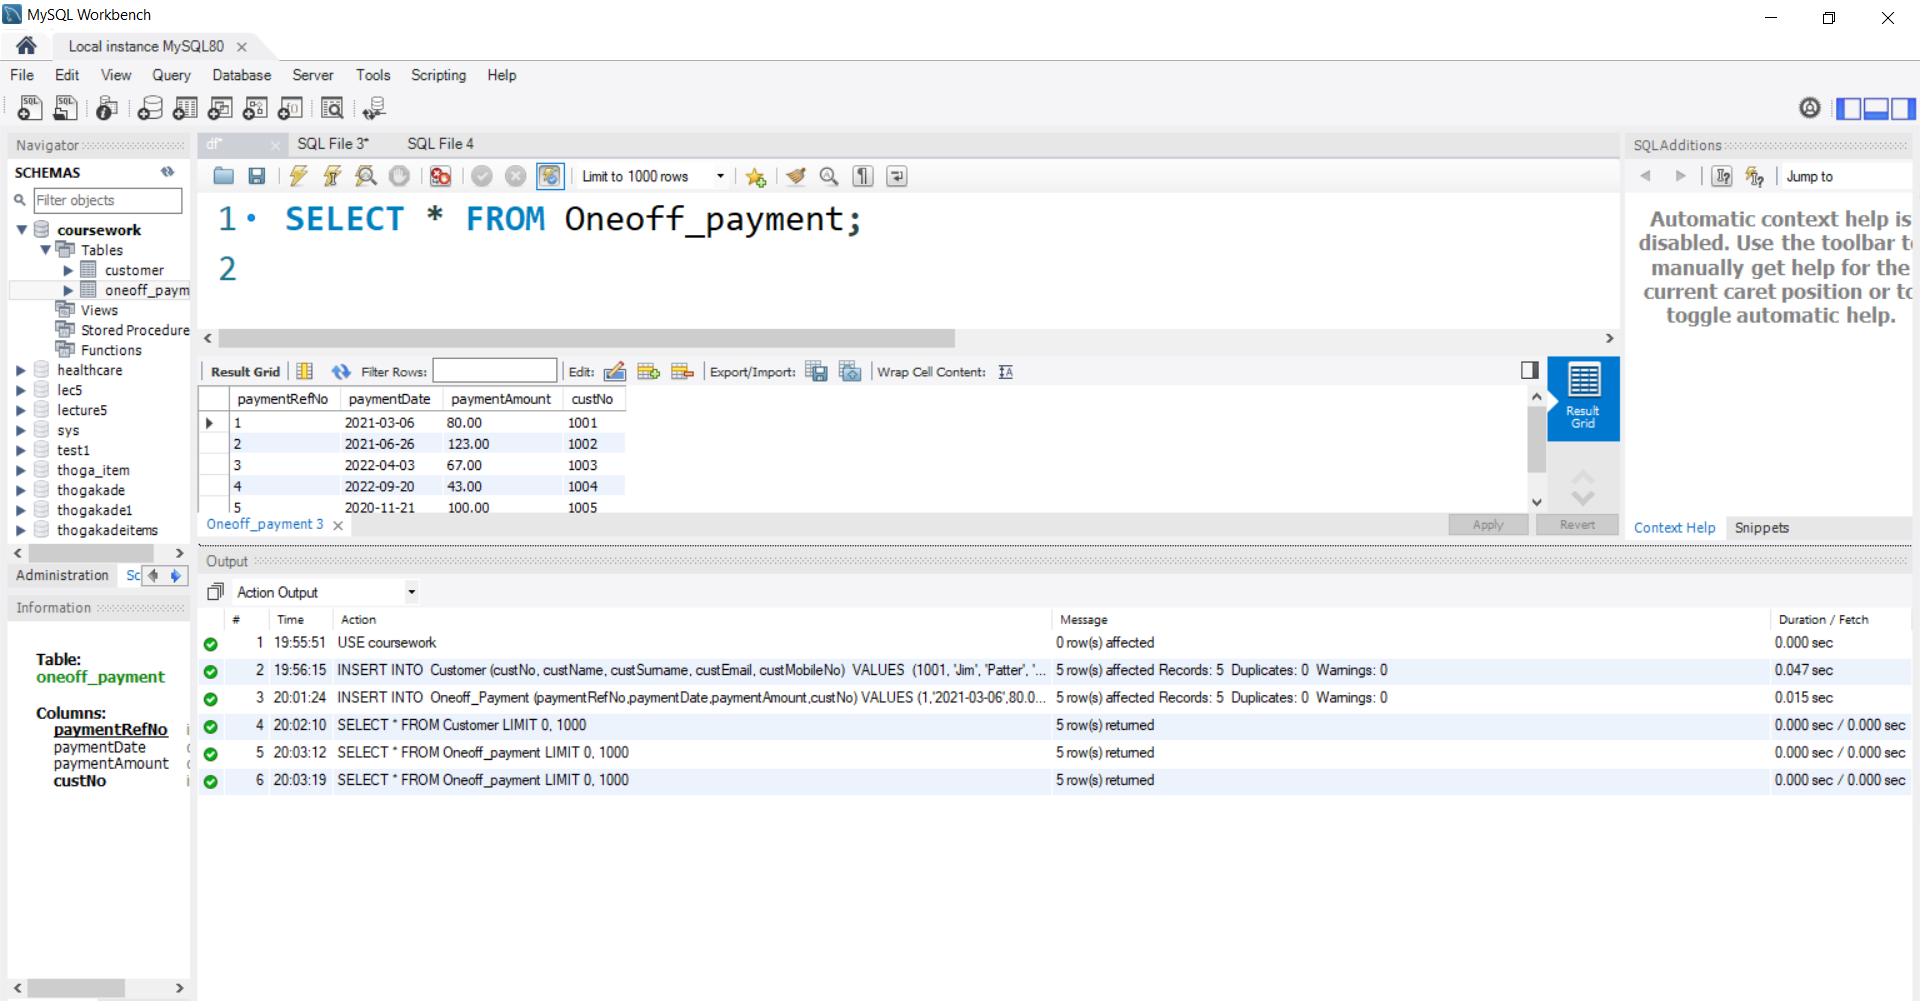 MySQL Workbench
Local instance MySQL80
File Edit View Query Database Server Tools Scripting Help
Navigator
SCHEMAS
Filter objects
coursework
Tables
customer
oneoff_paym
Views
Stored Procedure
Functions
healthcare
lec5
lecture5
sys
test1
thoga_item
thogakade
thogakade1
thogakadeitems
Administration Sc
Information
Table:
oneoff_payment
Columns:
paymentRefNo i
paymentDate
paymentAmount
custNo i
df* SQL File 3* SQL File 4
Limit to 1000 rows
1 SELECT * FROM Oneoff_payment;
2
Result Grid Filter Rows: Edit: Export/Import: Wrap Cell Content:
paymentRefNo paymentDate paymentAmount custNo
1 2021-03-06 80.00 1001
2 2021-06-26 123.00 1002
3 2022-04-03 67.00 1003
4 2022-09-20 43.00 1004
5 2020-11-21 100.00 1005
Result
Grid
Oneoff_payment 3 Apply Revert
SQLAdditions
Jump to
Automatic context help is
disabled. Use the toolbar t
manually get help for the
current caret position or to
toggle automatic help.
Context Help Snippets
Output
Action Output
# Time Action Message Duration / Fetch
1 19:55:51 USE coursework 0 row(s) affected 0.000 sec
2 19:56:15 INSERT INTO Customer (custNo, custName, custSurname, custEmail, custMobileNo) VALUES (1001, 'Jim', 'Patter', '... 5 row(s) affected Records: 5 Duplicates: 0 Warnings: 0 0.047 sec
3 20:01:24 INSERT INTO Oneoff_Payment (paymentRefNo,paymentDate,paymentAmount,custNo) VALUES (1,'2021-03-06',80.0... 5 row(s) affected Records: 5 Duplicates: 0 Warnings: 0 0.015 sec
4 20:02:10 SELECT * FROM Customer LIMIT 0, 1000 5 row(s) returned 0.000 sec / 0.000 sec
5 20:03:12 SELECT * FROM Oneoff_payment LIMIT 0, 1000 5 row(s) returned 0.000 sec / 0.000 sec
6 20:03:19 SELECT * FROM Oneoff_payment LIMIT 0, 1000 5 row(s) returned 0.000 sec / 0.000 sec